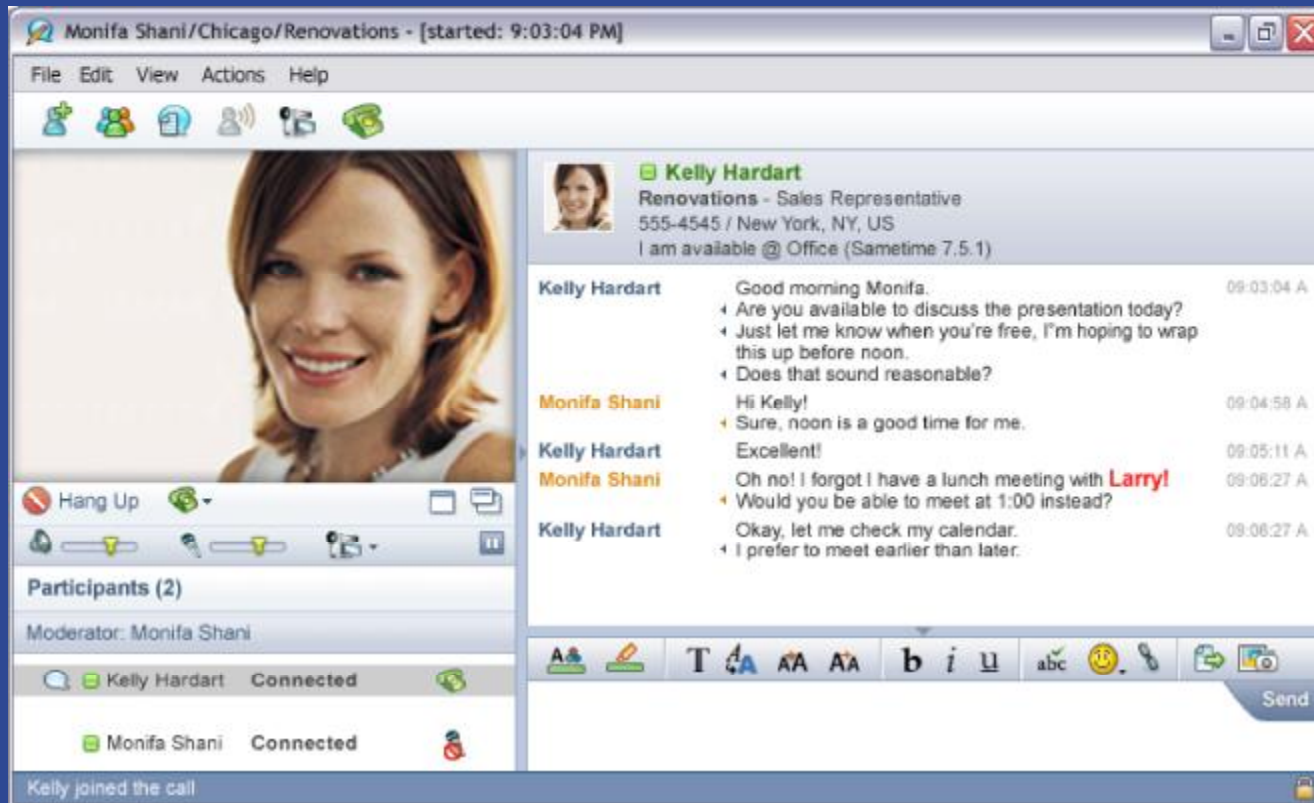 Monifa Shani/Chicago/Renovations - [started: 9:03:04 PM]
File Edit View Actions Help
Kelly Hardart
Renovations - Sales Representative
555-4545 / New York, NY, US
I am available @ Office (Sametime 7.5.1)
Kelly Hardart Good morning Monifa. 09:03:04 A
Are you available to discuss the presentation today?
Just let me know when you're free, I"m hoping to wrap
this up before noon.
Does that sound reasonable?
Monifa Shani Hi Kelly! 09:04:58 A
Sure, noon is a good time for me.
Kelly Hardart Excellent! 09:05:11 A
Monifa Shani Oh no! I forgot I have a lunch meeting with Larry! 09:06:27 A
Would you be able to meet at 1:00 instead?
Kelly Hardart Okay, let me check my calendar. 09:06:27 A
I prefer to meet earlier than later.
Hang Up
Participants (2)
Moderator: Monifa Shani
Kelly Hardart Connected
Monifa Shani Connected
Kelly joined the call
A T AA AA AA b i u abc
Send